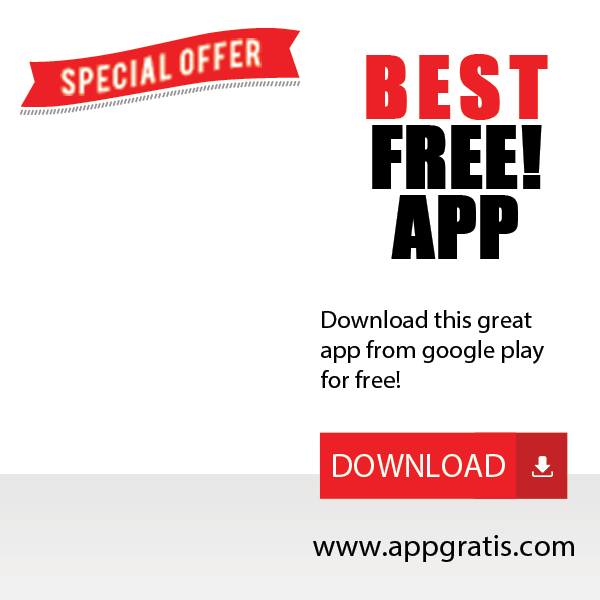 SPECIAL OFFER
BEST
FREE!
APP
Download this great
app from google play
for free!
DOWNLOAD
www.appgratis.com